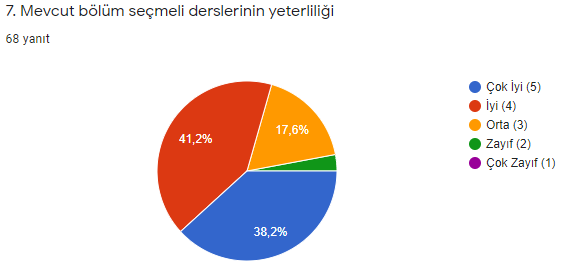 7. Mevcut bölüm seçmeli derslerinin yeterliliği
68 yanıt
41,2%
17,6%
38,2%
Çok İyi (5)
İyi (4)
Orta (3)
Zayıf (2)
Çok Zayıf (1)